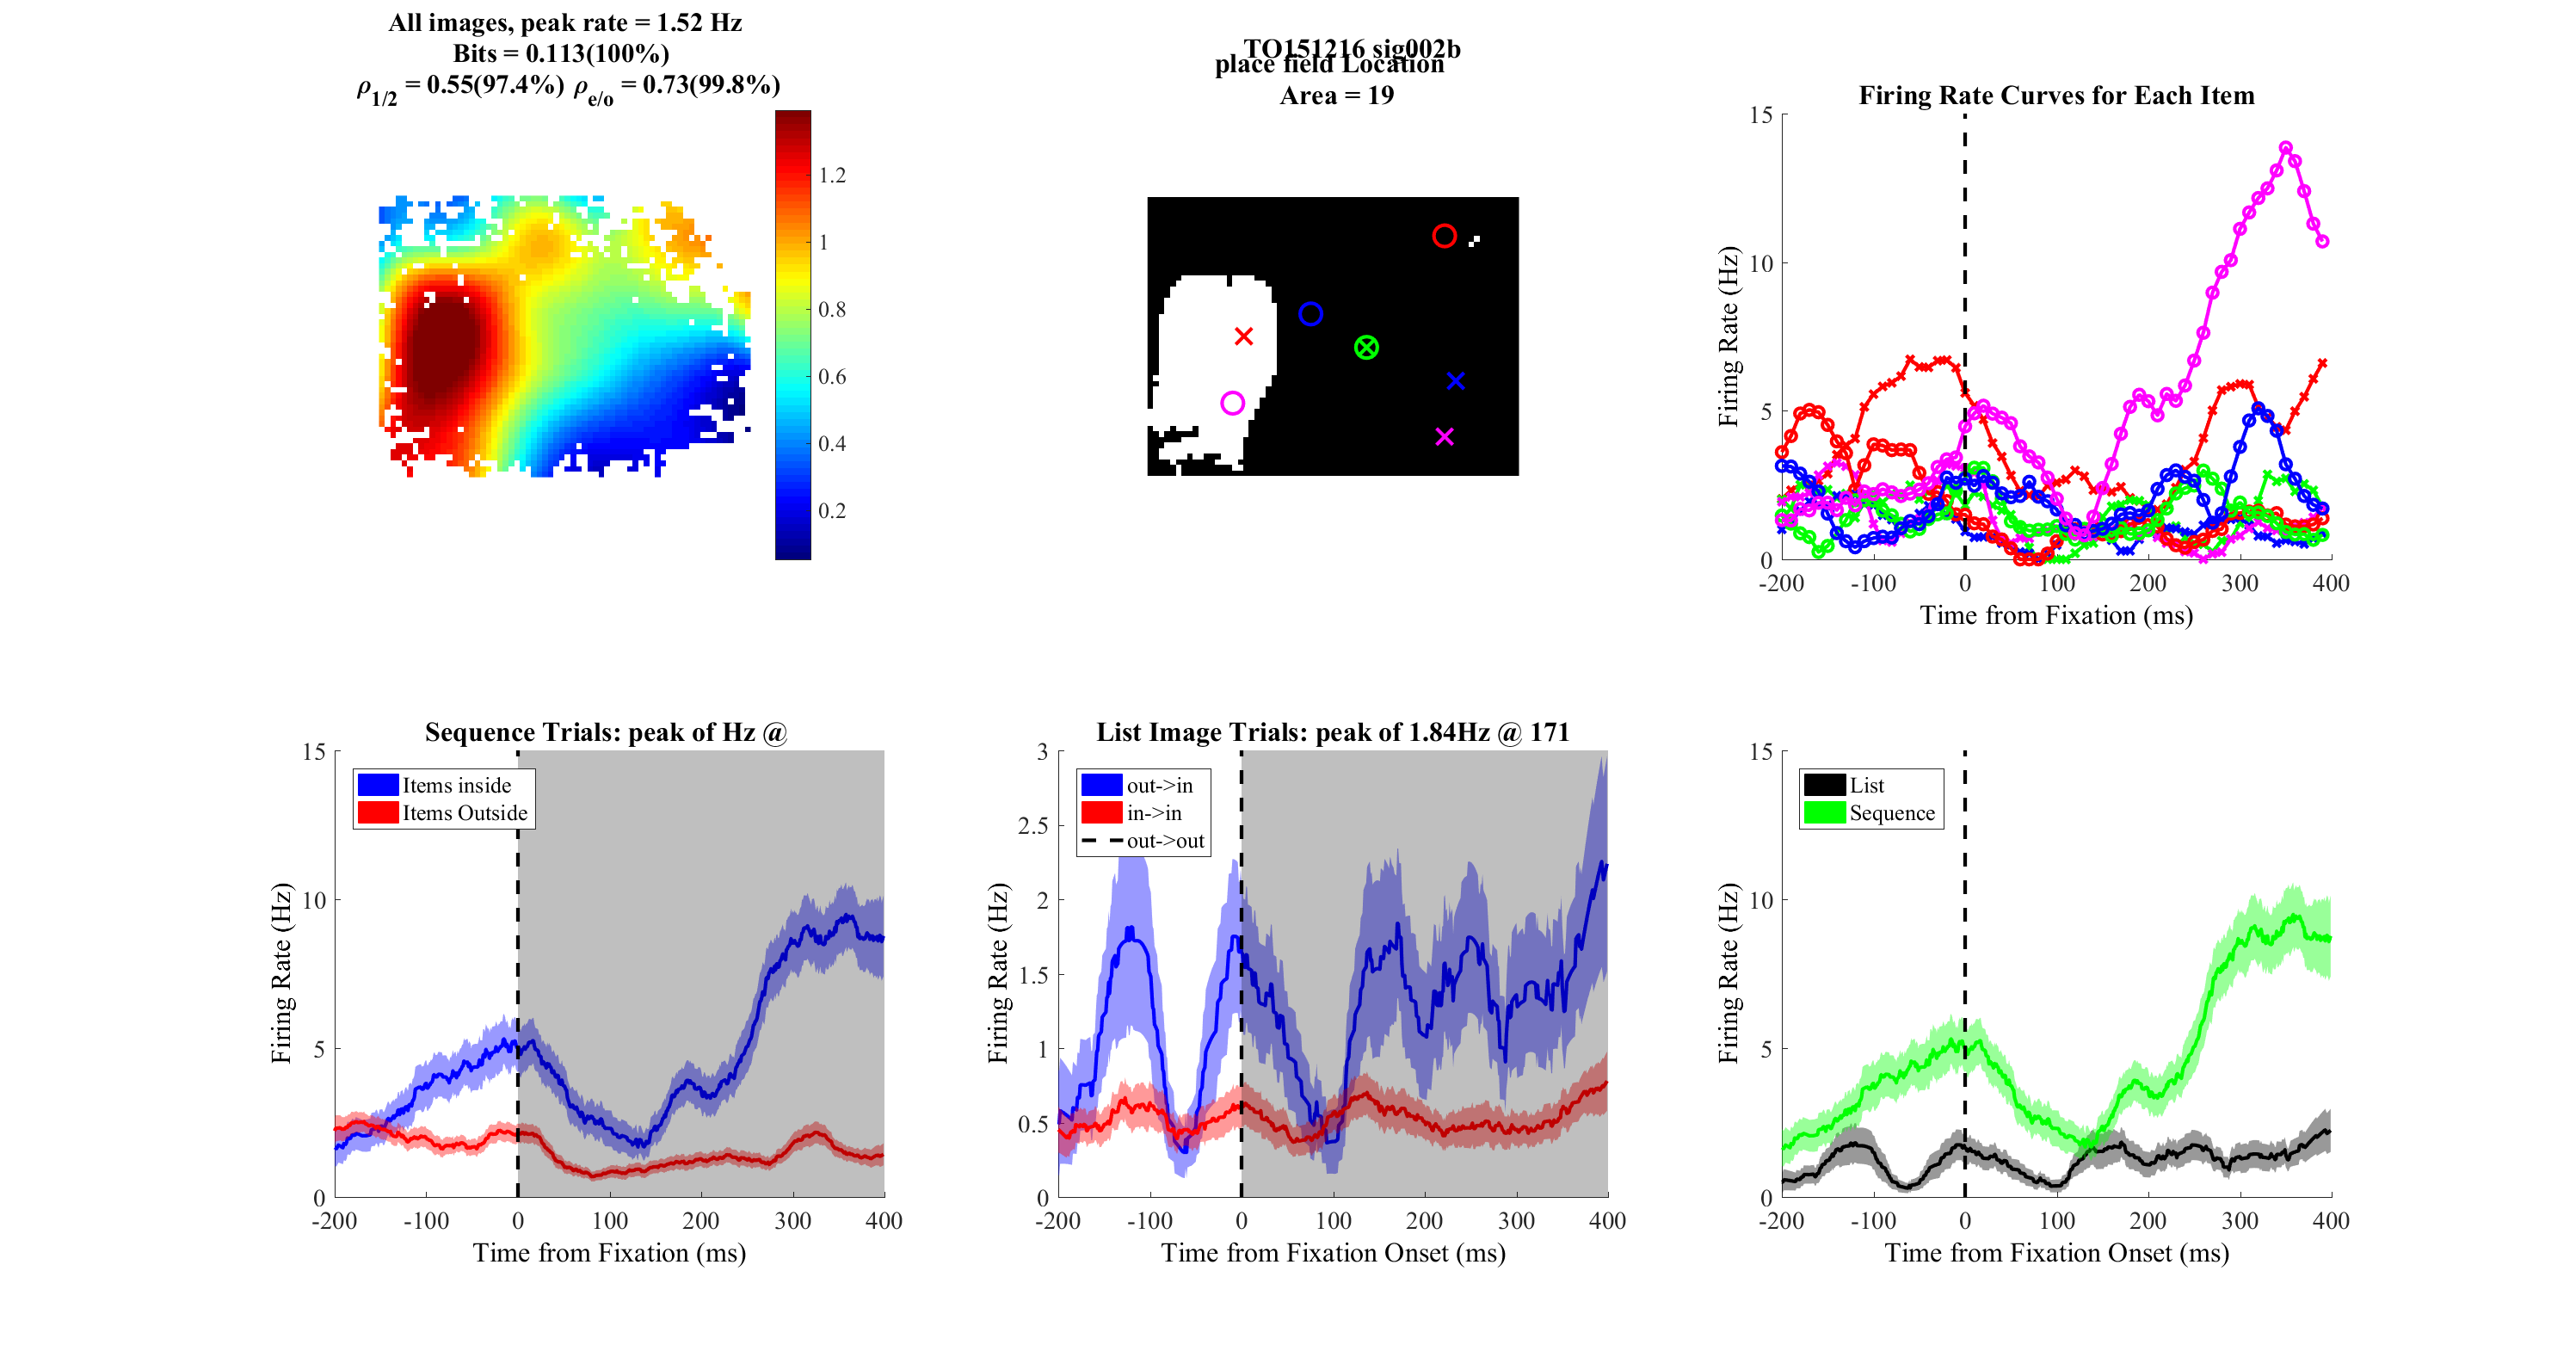 All images, peak rate = 1.52 Hz
Bits = 0.113(100%)
ρ1/2 = 0.55(97.4%) ρe/o = 0.73(99.8%)
1.2
1
0.8
0.6
0.4
0.2
TO151216 sig002b
place field Location
Area = 19
Firing Rate Curves for Each Item
15
10
5
0
Firing Rate (Hz)
-200 -100 0 100 200 300 400
Time from Fixation (ms)
Sequence Trials: peak of Hz @
15
10
5
0
Firing Rate (Hz)
Items inside
Items Outside
-200 -100 0 100 200 300 400
Time from Fixation (ms)
List Image Trials: peak of 1.84Hz @ 171
3
2.5
2
1.5
1
0.5
0
Firing Rate (Hz)
out->in
in->in
out->out
-200 -100 0 100 200 300 400
Time from Fixation Onset (ms)
15
10
5
0
Firing Rate (Hz)
List
Sequence
-200 -100 0 100 200 300 400
Time from Fixation Onset (ms)